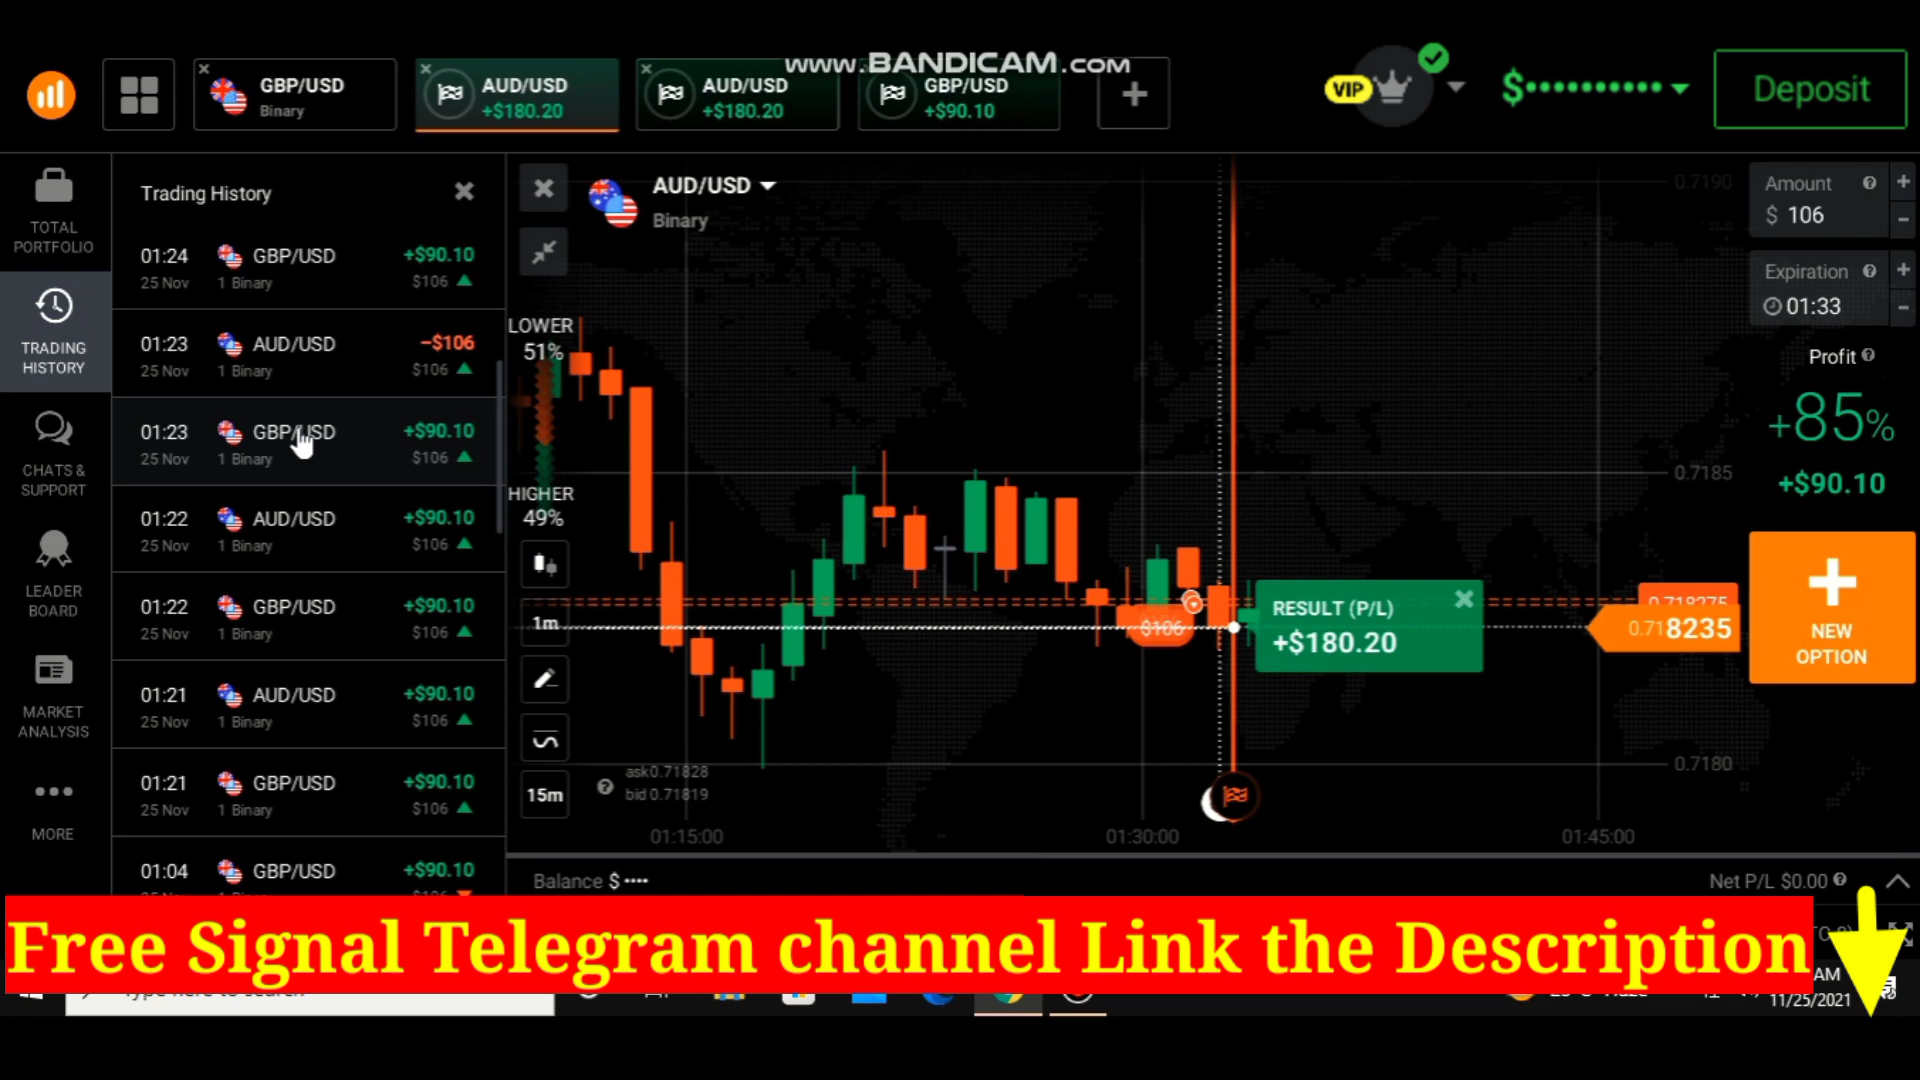 www.BANDICAM.com
GBP/USD
Binary
AUD/USD
+$180.20
AUD/USD
+$180.20
GBP/USD
+$90.10
VIP
$
Deposit
TOTAL
PORTFOLIO
TRADING
HISTORY
CHATS &
SUPPORT
LEADER
BOARD
MARKET
ANALYSIS
MORE
Trading History
01:24 GBP/USD +$90.10
25 Nov 1 Binary $106
01:23 AUD/USD -$106
25 Nov 1 Binary $106
01:23 GBP/USD +$90.10
25 Nov 1 Binary $106
01:22 AUD/USD +$90.10
25 Nov 1 Binary $106
01:22 GBP/USD +$90.10
25 Nov 1 Binary $106
01:21 AUD/USD +$90.10
25 Nov 1 Binary $106
01:21 GBP/USD +$90.10
25 Nov 1 Binary $106
01:04 GBP/USD +$90.10
AUD/USD
Binary
LOWER
51%
HIGHER
49%
1m
15m
ask0.71828
bid 0.71819
$106
RESULT (P/L)
+$180.20
0.7190
0.7185
0.718275
0.718235
0.7180
01:15:00 01:30:00 01:45:00
Amount
$ 106
Expiration
01:33
Profit
+85%
+$90.10
NEW
OPTION
Balance $ ••••
Net P/L $0.00
Free Signal Telegram channel Link the Description
AM
11/25/2021